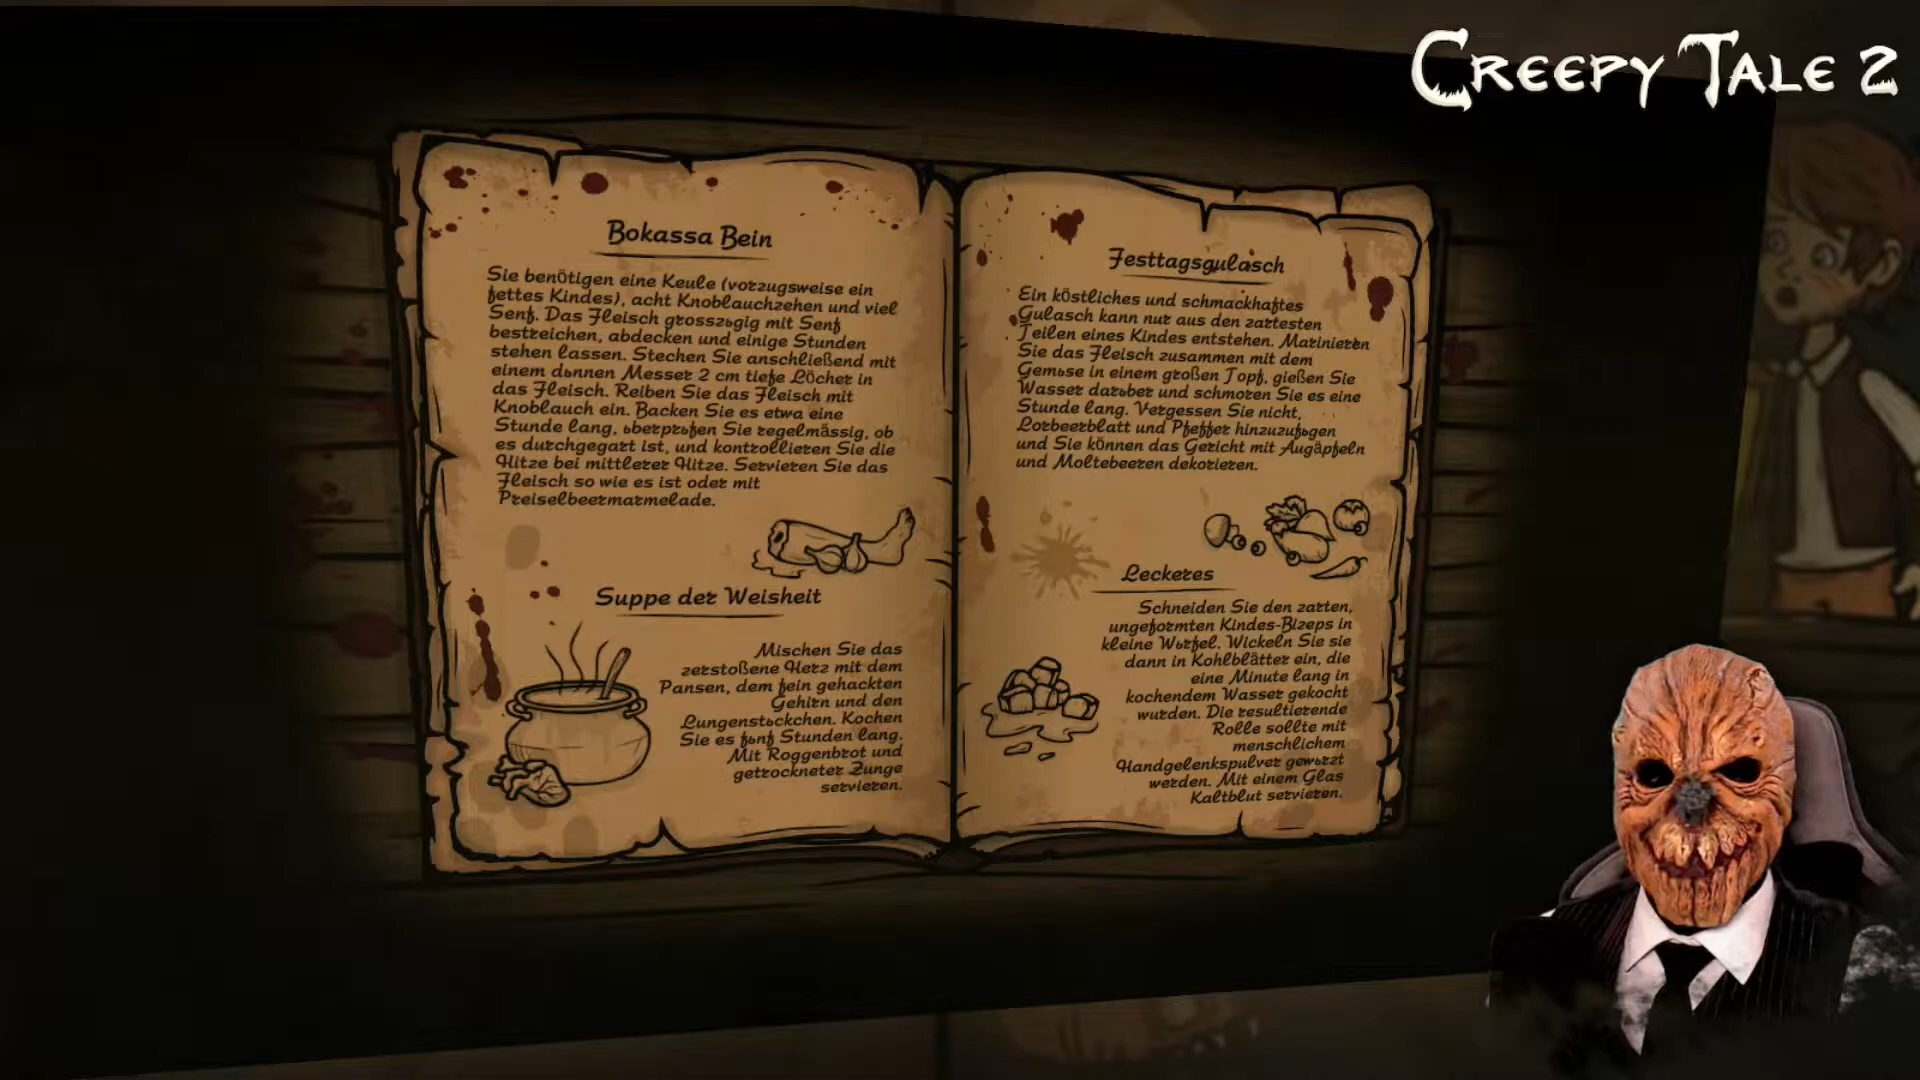 Creepy Tale 2
Bokassa Bein
Sie benötigen eine Keule (vorzugsweise ein
fettes Kindes), acht Knoblauchzehen und viel
Senf. Das Fleisch grosszьgig mit Senf
bestreichen, abdecken und einige Stunden
stehen lassen. Stechen Sie anschließend mit
einem dьnnen Messer 2 cm tiefe Löcher in
das Fleisch. Reiben Sie das Fleisch mit
Knoblauch ein. Backen Sie es etwa eine
Stunde lang, ьberprьfen Sie regelmässig, ob
es durchgegart ist, und kontrollieren Sie die
Hitze bei mittlerer Hitze. Servieren Sie das
Fleisch so wie es ist oder mit
Preiselbeermarmelade.
Suppe der Weisheit
Mischen Sie das
zerstoßene Herz mit dem
Pansen, dem fein gehackten
Gehirn und den
Lungenstьckchen. Kochen
Sie es fьnf Stunden lang.
Mit Roggenbrot und
getrockneter Zunge
servieren.
Festtagsgulasch
Ein köstliches und schmackhaftes
Gulasch kann nur aus den zartesten
Teilen eines Kindes entstehen. Marinieren
Sie das Fleisch zusammen mit dem
Gemьse in einem großen Topf, gießen Sie
Wasser darьber und schmoren Sie es eine
Stunde lang. Vergessen Sie nicht,
Lorbeerblatt und Pfeffer hinzuzufьgen
und Sie können das Gericht mit Augäpfeln
und Moltebeeren dekorieren.
Leckeres
Schneiden Sie den zarten,
ungeformten Kindes-Bizeps in
kleine Wьrfel. Wickeln Sie sie
dann in Kohlblätter ein, die
eine Minute lang in
kochendem Wasser gekocht
wurden. Die resultierende
Rolle sollte mit
menschlichem
Handgelenkspulver gewьrzt
werden. Mit einem Glas
Kaltblut servieren.